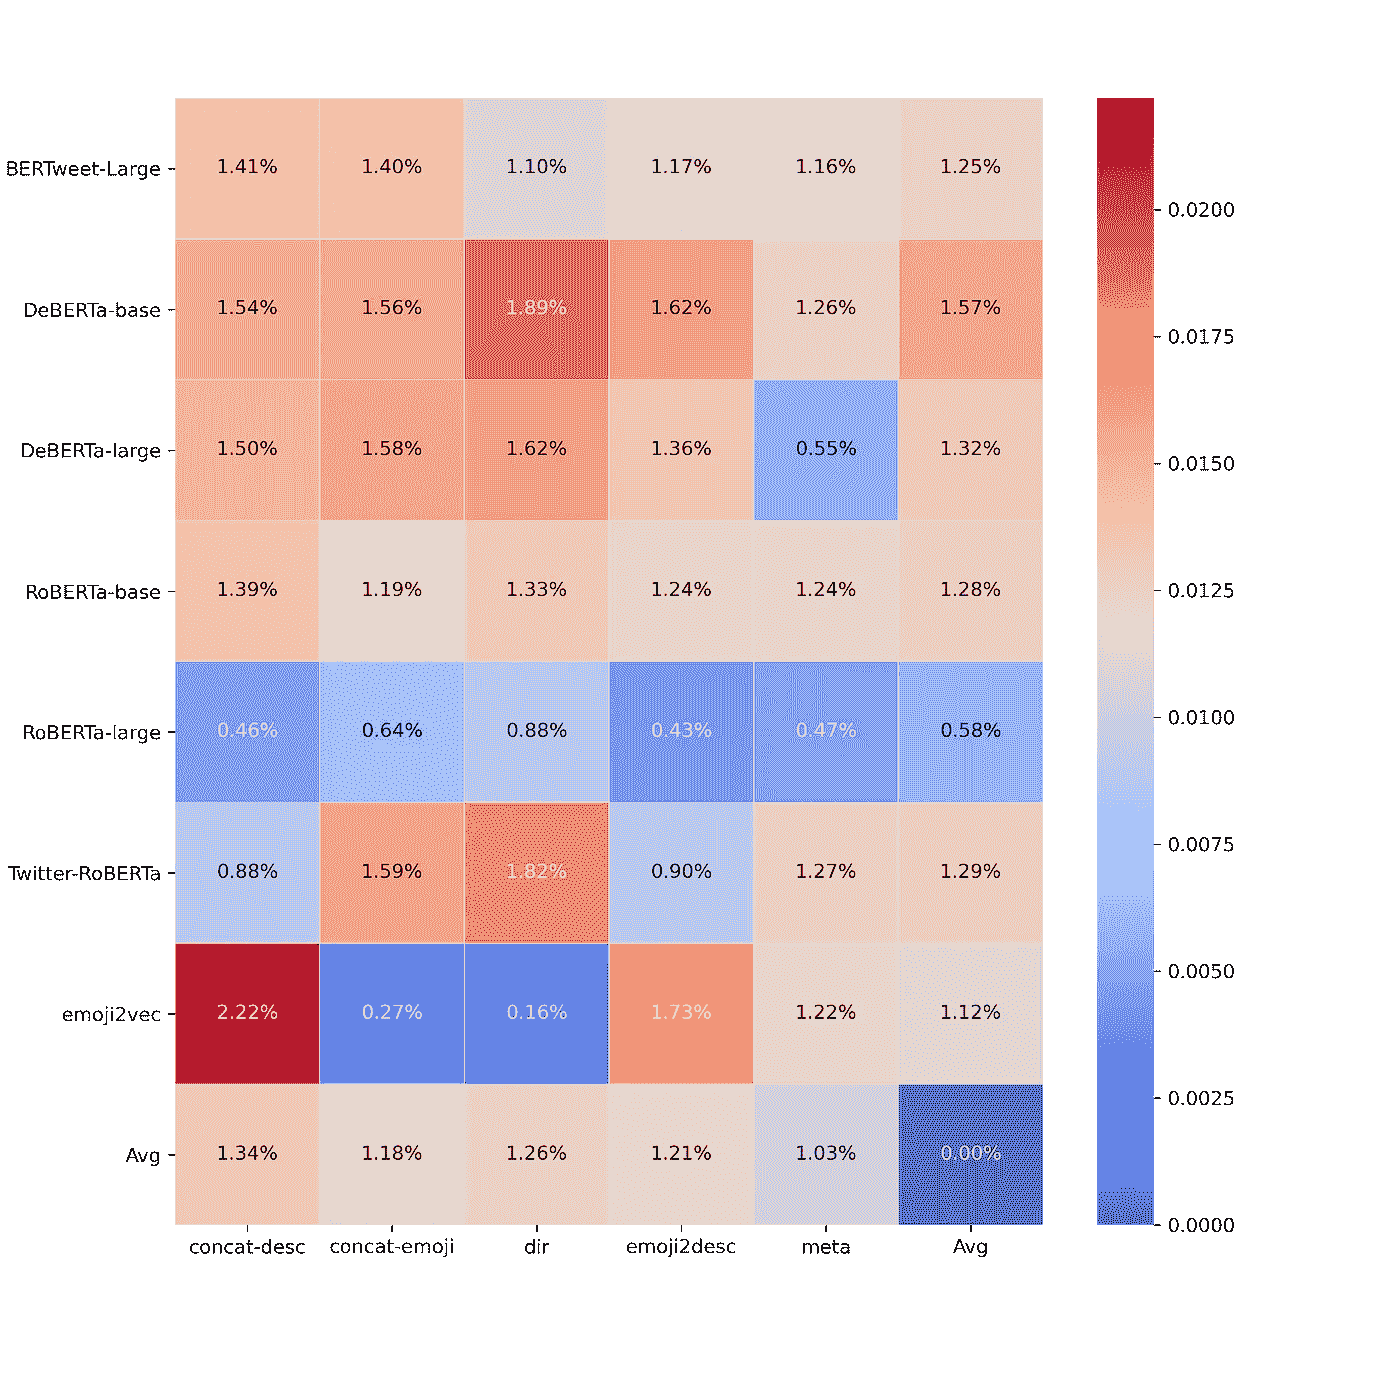 BERTweet-Large 1.41% 1.40% 1.10% 1.17% 1.16% 1.25%
DeBERTa-base 1.54% 1.56% 1.89% 1.62% 1.26% 1.57%
DeBERTa-large 1.50% 1.58% 1.62% 1.36% 0.55% 1.32%
RoBERTa-base 1.39% 1.19% 1.33% 1.24% 1.24% 1.28%
RoBERTa-large 0.46% 0.64% 0.88% 0.43% 0.47% 0.58%
Twitter-RoBERTa 0.88% 1.59% 1.82% 0.90% 1.27% 1.29%
emoji2vec 2.22% 0.27% 0.16% 1.73% 1.22% 1.12%
Avg 1.34% 1.18% 1.26% 1.21% 1.03% 0.00%
concat-desc concat-emoji dir emoji2desc meta Avg
0.0200
0.0175
0.0150
0.0125
0.0100
0.0075
0.0050
0.0025
0.0000